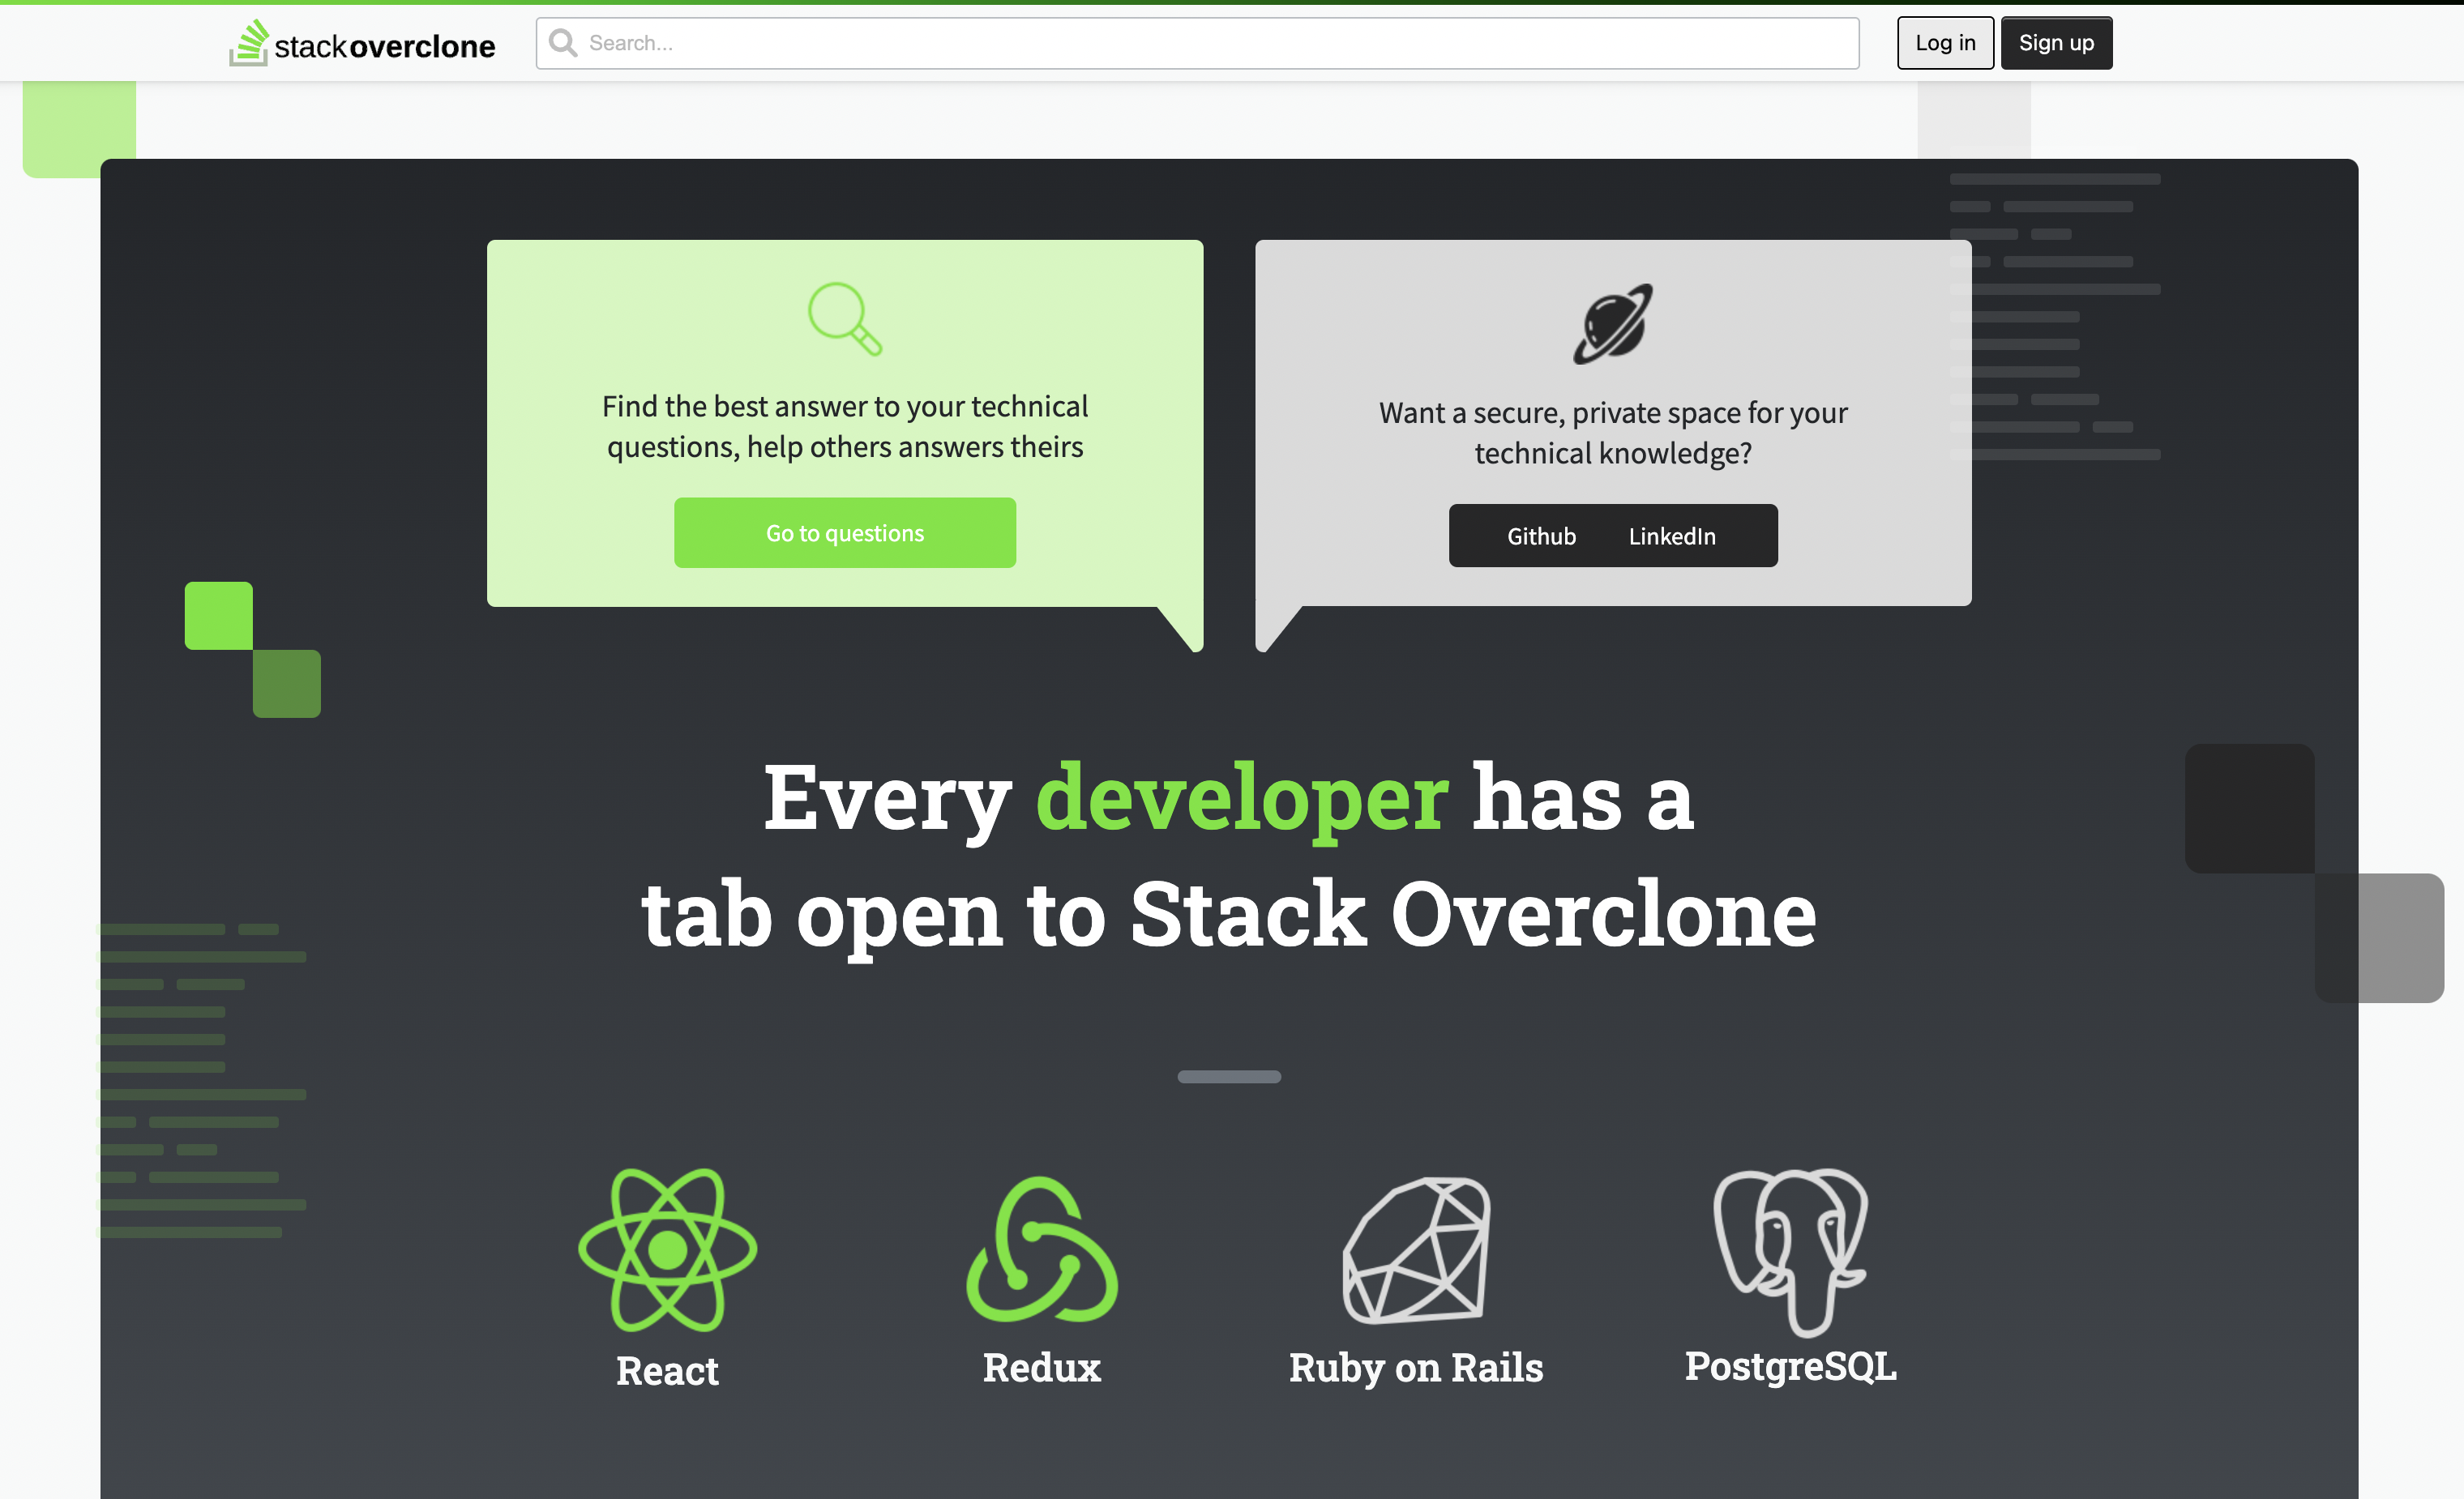 stackoverclone
Search...
Log in
Sign up
Find the best answer to your technical
questions, help others answers theirs
Go to questions
Want a secure, private space for your
technical knowledge?
Github
LinkedIn
Every developer has a
tab open to Stack Overclone
React
Redux
Ruby on Rails
PostgreSQL